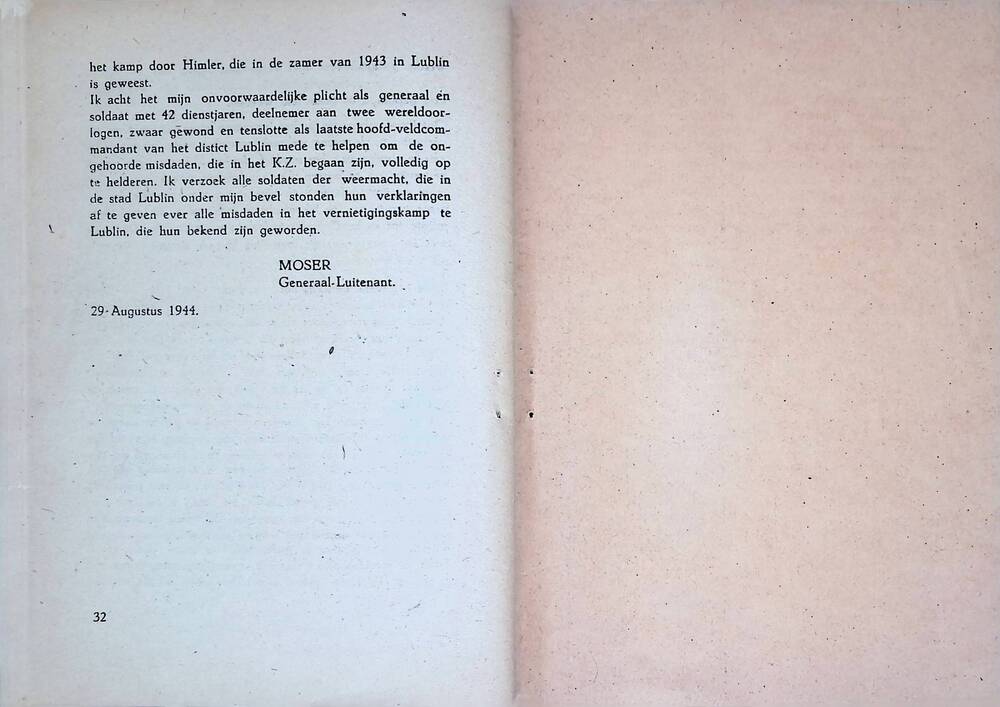 het kamp door Himler, die in de zamer van 1943 in Lublin
is geweest.
Ik acht het mijn onvoorwaardelijke plicht als generaal en
soldaat met 42 dienstjaren, deelnemer aan twee wereldoor-
logen, zwaar gewond en tenslotte als laatste hoofd-veldcom-
mandant van het distict Lublin mede te helpen om de on-
gehoorde misdaden, die in het K.Z. begaan zijn, volledig op
te helderen. Ik verzoek alle soldaten der weermacht, die in
de stad Lublin onder mijn bevel stonden hun verklaringen
af te geven ever alle misdaden in het vernietigingskamp te
Lublin, die hun bekend zijn geworden.
MOSER
Generaal-Luitenant.
29-Augustus 1944.
32